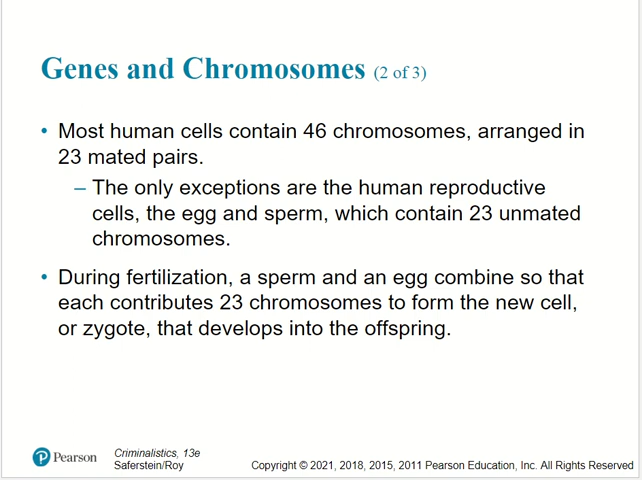 Genes and Chromosomes (2 of 3)
• Most human cells contain 46 chromosomes, arranged in
23 mated pairs.
– The only exceptions are the human reproductive
cells, the egg and sperm, which contain 23 unmated
chromosomes.
• During fertilization, a sperm and an egg combine so that
each contributes 23 chromosomes to form the new cell,
or zygote, that develops into the offspring.
Pearson
Criminalistics, 13e
Saferstein/Roy
Copyright © 2021, 2018, 2015, 2011 Pearson Education, Inc. All Rights Reserved